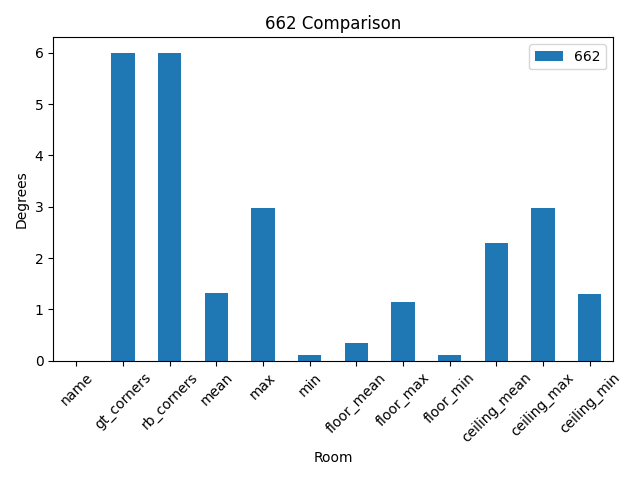 662 Comparison
662
Degrees
6
5
4
3
2
1
0
name
gt_corners
rb_corners
mean
max
min
floor_mean
floor_max
floor_min
ceiling_mean
ceiling_max
ceiling_min
Room